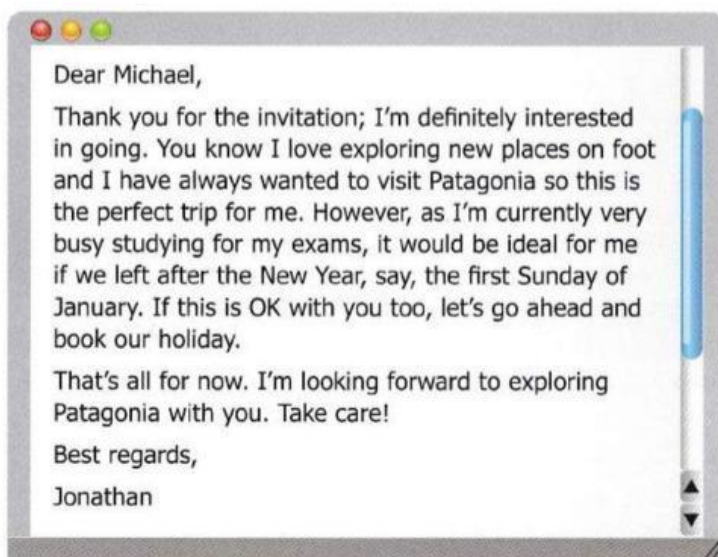 Dear Michael,
Thank you for the invitation; I'm definitely interested
in going. You know I love exploring new places on foot
and I have always wanted to visit Patagonia so this is
the perfect trip for me. However, as I'm currently very
busy studying for my exams, it would be ideal for me
if we left after the New Year, say, the first Sunday of
January. If this is OK with you too, let's go ahead and
book our holiday.
That's all for now. I'm looking forward to exploring
Patagonia with you. Take care!
Best regards,
Jonathan